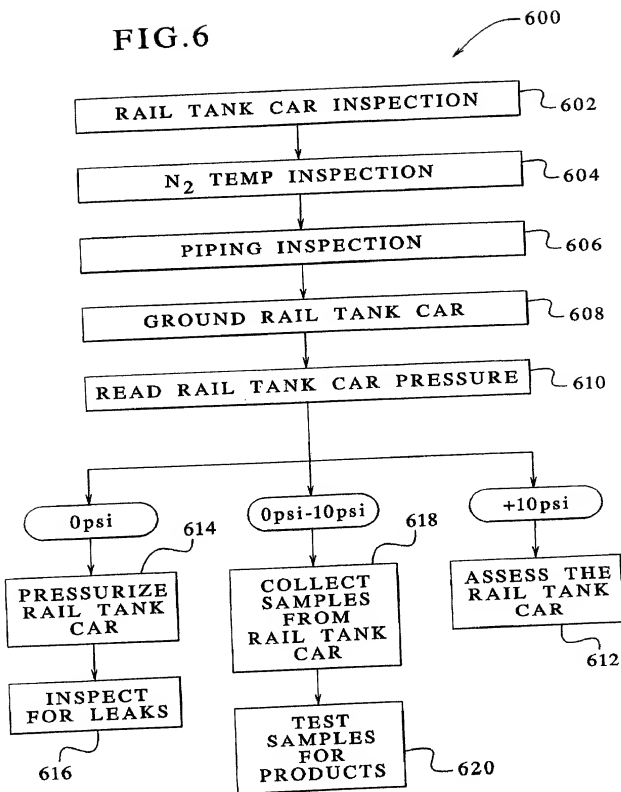 FIG.6
600
RAIL TANK CAR INSPECTION
602
N2 TEMP INSPECTION
604
PIPING INSPECTION
606
GROUND RAIL TANK CAR
608
READ RAIL TANK CAR PRESSURE
610
0psi
614
PRESSURIZE
RAIL TANK
CAR
INSPECT
FOR LEAKS
616
0psi-10psi
618
COLLECT
SAMPLES
FROM
RAIL TANK
CAR
TEST
SAMPLES
FOR
PRODUCTS
620
+10psi
ASSESS THE
RAIL TANK
CAR
612